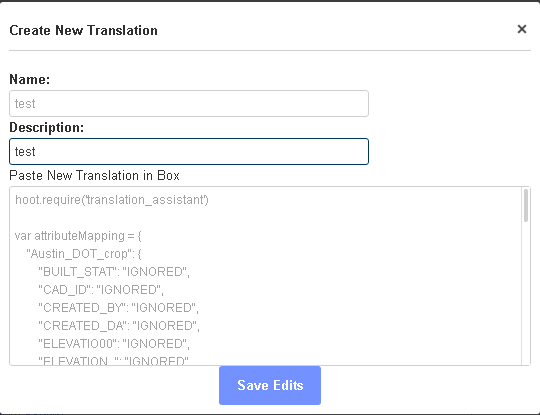 Create New Translation ×
Name:
test
Description:
test
Paste New Translation in Box
hoot.require('translation_assistant')
var attributeMapping = {
"Austin_DOT_crop": {
"BUILT_STAT": "IGNORED",
"CAD_ID": "IGNORED",
"CREATED_BY": "IGNORED",
"CREATED_DA": "IGNORED",
"ELEVATIO00": "IGNORED",
"ELEVATION_": "IGNORED",
Save Edits